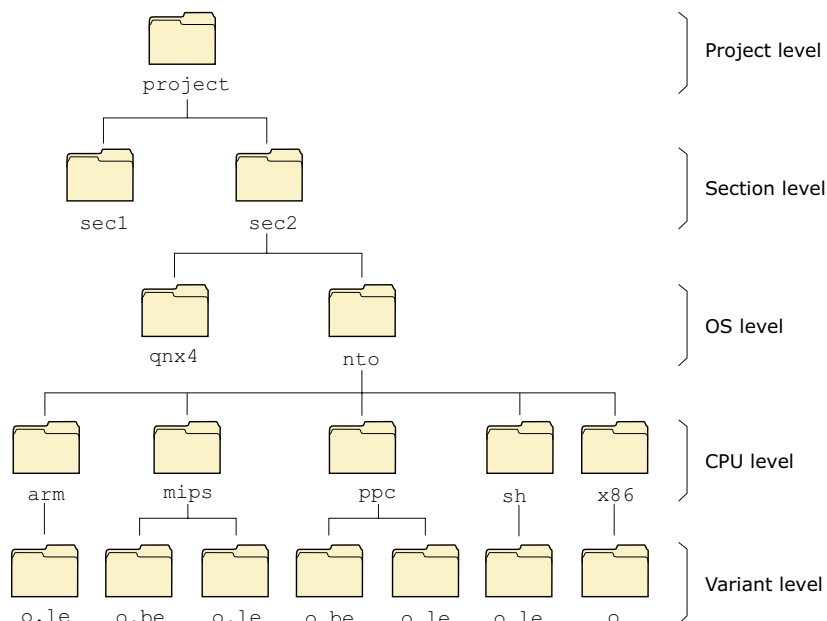 project
Project level
sec1 sec2
Section level
qnx4 nto
OS level
arm mips ppc sh x86
CPU level
o.le o.be o.le o.be o.le o.le o
Variant level